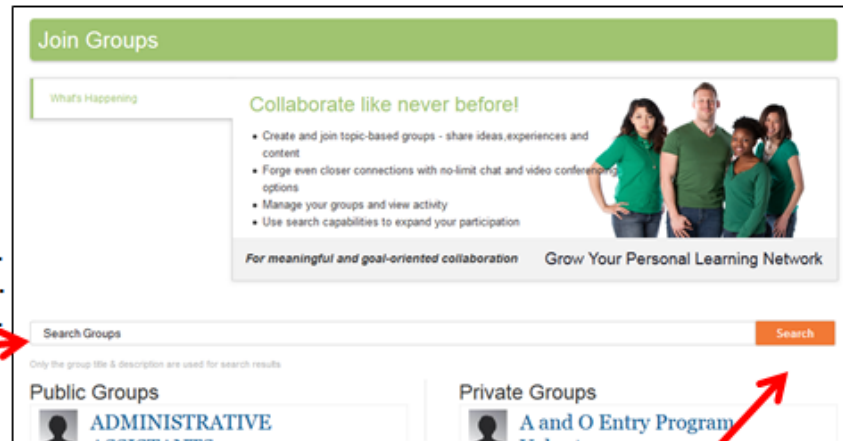 Join Groups
What's Happening
Collaborate like never before!
• Create and join topic-based groups - share ideas,experiences and
content
• Forge even closer connections with no-limit chat and video conferencing
options
• Manage your groups and view activity
• Use search capabilities to expand your participation
For meaningful and goal-oriented collaboration
Grow Your Personal Learning Network
Search Groups
Search
Only the group title & description are used for search results
Public Groups
ADMINISTRATIVE
Private Groups
A and O Entry Program